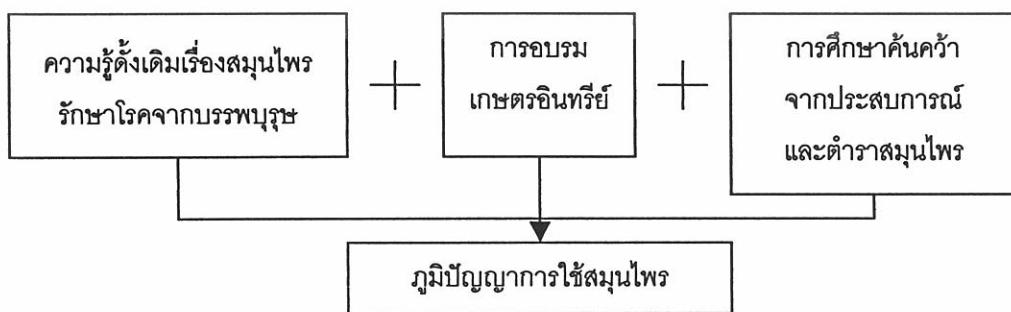 ความรู้ดั้งเดิมเรื่องสมุนไพร
รักษาโรคจากบรรพบุรุษ
+
การอบรม
เกษตรอินทรีย์
+
การศึกษาค้นคว้า
จากประสบการณ์
และตำราสมุนไพร
ภูมิปัญญาการใช้สมุนไพร